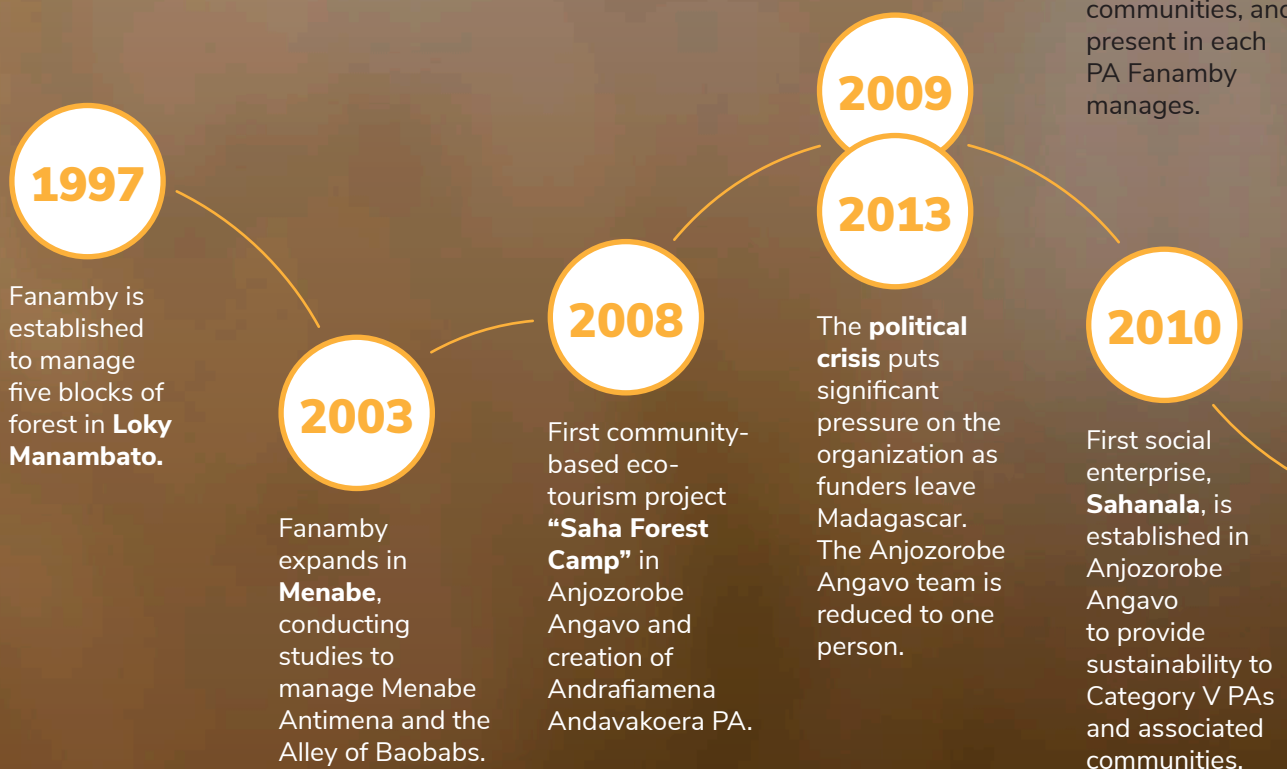 communities, and
present in each
PA Fanamby
manages.
1997
Fanamby is
established
to manage
five blocks of
forest in Loky
Manambato.
2003
Fanamby
expands in
Menabe,
conducting
studies to
manage Menabe
Antimena and the
Alley of Baobabs.
2008
First community-
based eco-
tourism project
“Saha Forest
Camp” in
Anjozorobe
Angavo and
creation of
Andrafiamena
Andavakoera PA.
2009
2013
The political
crisis puts
significant
pressure on the
organization as
funders leave
Madagascar.
The Anjozorobe
Angavo team is
reduced to one
person.
2010
First social
enterprise,
Sahanala, is
established in
Anjozorobe
Angavo
to provide
sustainability to
Category V PAs
and associated
communities.